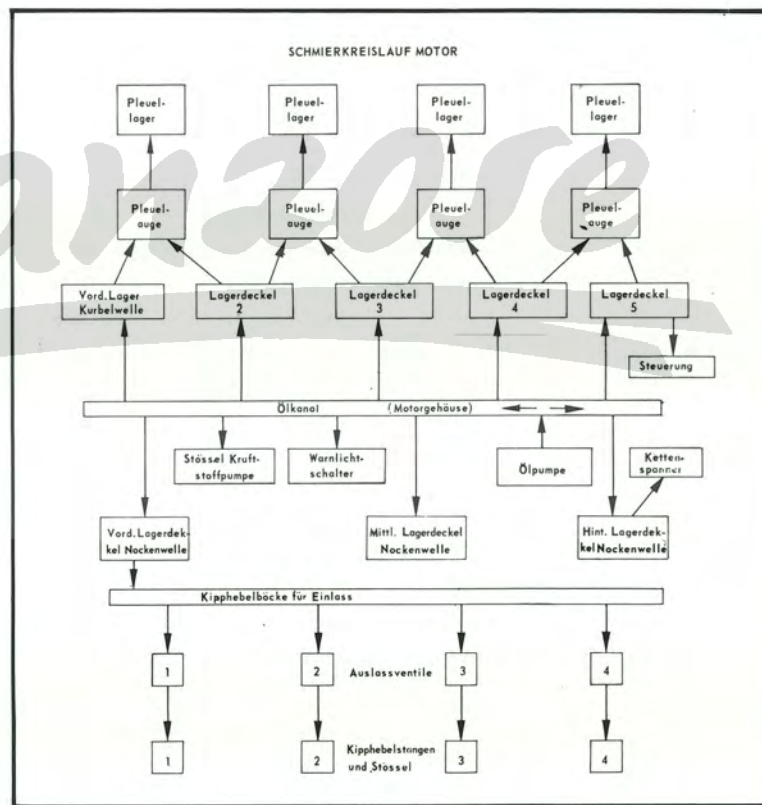 SCHMIERKREISLAUF MOTOR
Pleuel-
lager
Pleuel-
lager
Pleuel-
lager
Pleuel-
lager
Pleuel-
auge
Pleuel-
auge
Pleuel-
auge
Pleuel-
auge
Vord. Lager
Kurbelwelle
Lagerdeckel
2
Lagerdeckel
3
Lagerdeckel
4
Lagerdeckel
5
Steuerung
Ölkanal (Motorgehäuse)
Stössel Kraft-
stoffpumpe
Warnlicht-
schalter
Ölpumpe
Ketten-
spanner
Vord. Lagerdek-
kel Nockenwelle
Mittl. Lagerdeckel
Nockenwelle
Hint. Lagerdek-
kel Nockenwelle
Kipphebelböcke für Einlass
1
2
Auslassventile
3
4
1
2
Kipphebelstangen
und Stössel
3
4
anzose